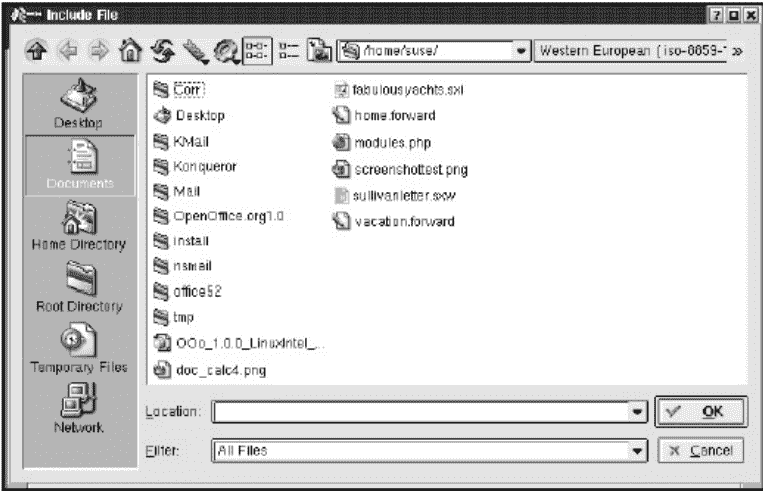 Include File
/home/suse/
Western European (iso-8859-1
Desktop
Documents
Home Directory
Root Directory
Temporary Files
Network
Corr
Desktop
KMail
Konqueror
Mail
OpenOffice.org1.0
install
nsmail
office52
tmp
OOo_1.0.0_LinuxIntel_...
doc_calc4.png
fabulousyachts.sxi
home.forward
modules.php
screenshottest.png
sullivanletter.sxw
vacation.forward
Location:
OK
Filter:
All Files
Cancel